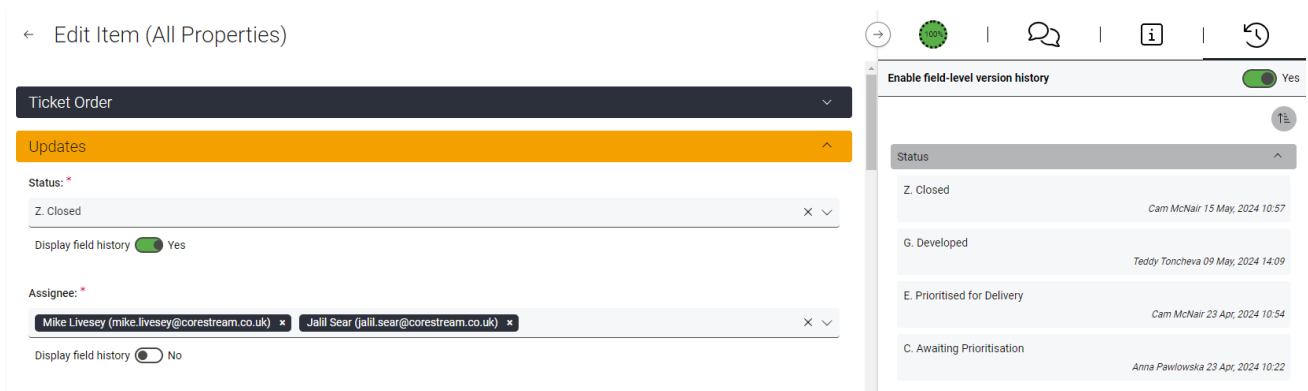 Edit Item (All Properties)
Ticket Order
Updates
Status: *
Z. Closed
Display field history Yes
Assignee: *
Mike Livesey (mike.livesey@corestream.co.uk) × Jalil Sear (jalil.sear@corestream.co.uk) ×
Display field history No
100%
Enable field-level version history Yes
Status
Z. Closed
Cam McNair 15 May, 2024 10:57
G. Developed
Teddy Toncheva 09 May, 2024 14:09
E. Prioritised for Delivery
Cam McNair 23 Apr, 2024 10:54
C. Awaiting Prioritisation
Anna Pawlowska 23 Apr, 2024 10:22